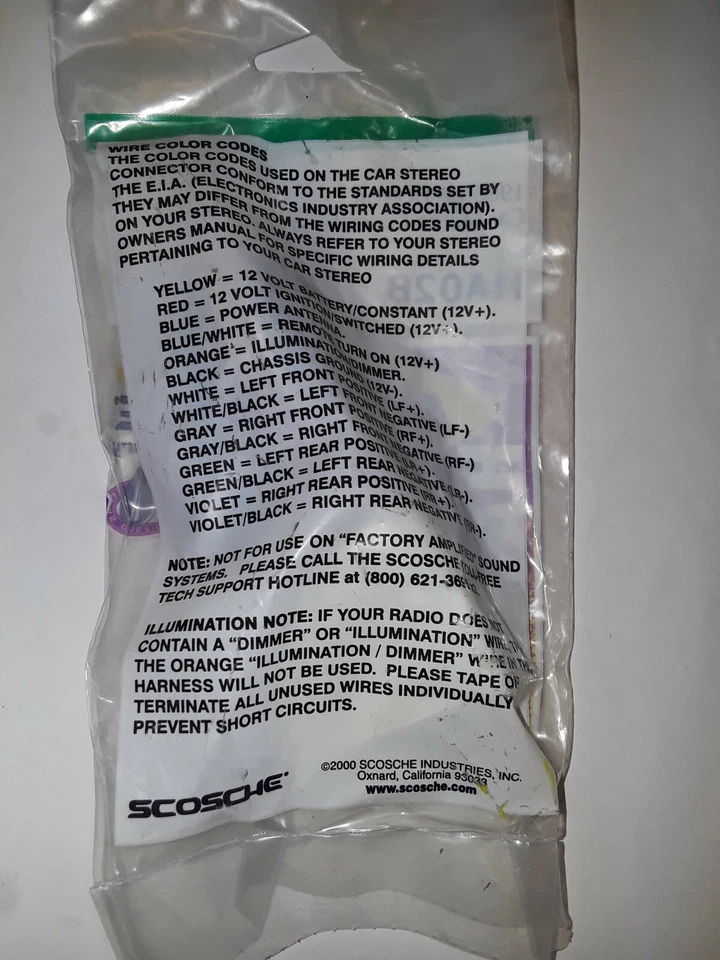 WIRE COLOR CODES
THE COLOR CODES USED ON THE CAR STEREO
CONNECTOR CONFORM TO THE STANDARDS SET BY
THE E.I.A. (ELECTRONICS INDUSTRY ASSOCIATION).
THEY MAY DIFFER FROM THE WIRING CODES FOUND
ON YOUR STEREO. ALWAYS REFER TO YOUR STEREO
OWNERS MANUAL FOR SPECIFIC WIRING DETAILS
PERTAINING TO YOUR CAR STEREO
YELLOW = 12 VOLT BATTERY/CONSTANT (12V+).
RED = 12 VOLT IGNITION/SWITCHED (12V+).
BLUE = POWER ANTENNA.
BLUE/WHITE = REMOTE TURN ON (12V+)
ORANGE = ILLUMINATION/DIMMER.
BLACK = CHASSIS GROUND (12V-).
WHITE = LEFT FRONT POSITIVE (LF+).
WHITE/BLACK = LEFT FRONT NEGATIVE (LF-)
GRAY = RIGHT FRONT POSITIVE (RF+).
GRAY/BLACK = RIGHT FRONT NEGATIVE (RF-)
GREEN = LEFT REAR POSITIVE (LR+).
GREEN/BLACK = LEFT REAR NEGATIVE (LR-).
VIOLET = RIGHT REAR POSITIVE (RR+).
VIOLET/BLACK = RIGHT REAR NEGATIVE (RR-).
NOTE: NOT FOR USE ON "FACTORY AMPLIFIED" SOUND
SYSTEMS. PLEASE CALL THE SCOSCHE TOLL-FREE
TECH SUPPORT HOTLINE at (800)
ILLUMINATION NOTE: IF YOUR RADIO DOES NOT
CONTAIN A "DIMMER" OR "ILLUMINATION" WIRE,
THE ORANGE "ILLUMINATION / DIMMER" WIRE IN THE
HARNESS WILL NOT BE USED. PLEASE TAPE OR
TERMINATE ALL UNUSED WIRES INDIVIDUALLY
PREVENT SHORT CIRCUITS.
SCOSCHE
©2000 SCOSCHE INDUSTRIES, INC.
Oxnard, California 93033
www.scosche.com